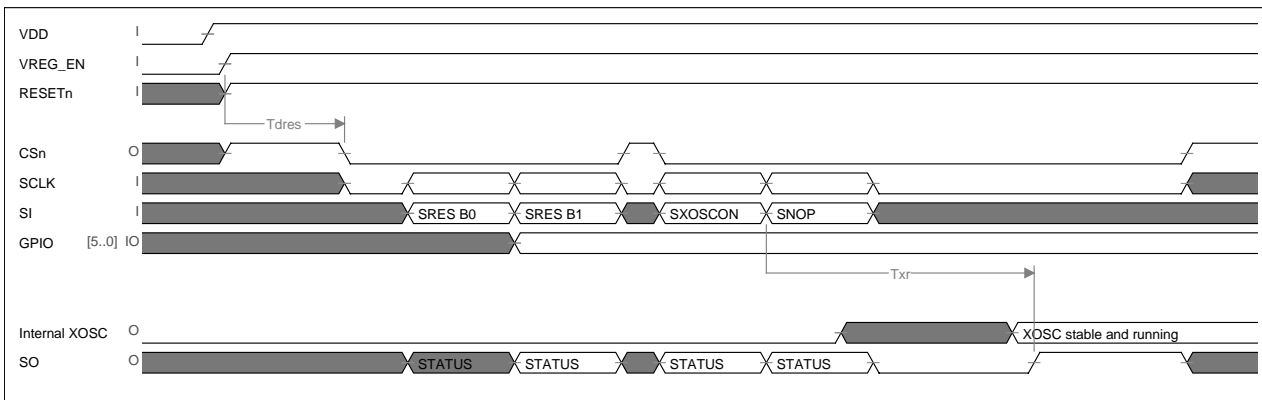 VDD I
VREG_EN I
RESETn I
Tdres
CSn O
SCLK I
SI I SRES B0 SRES B1 SXOSCON SNOP
GPIO [5..0] IO
Txr
Internal XOSC O XOSC stable and running
SO O STATUS STATUS STATUS STATUS